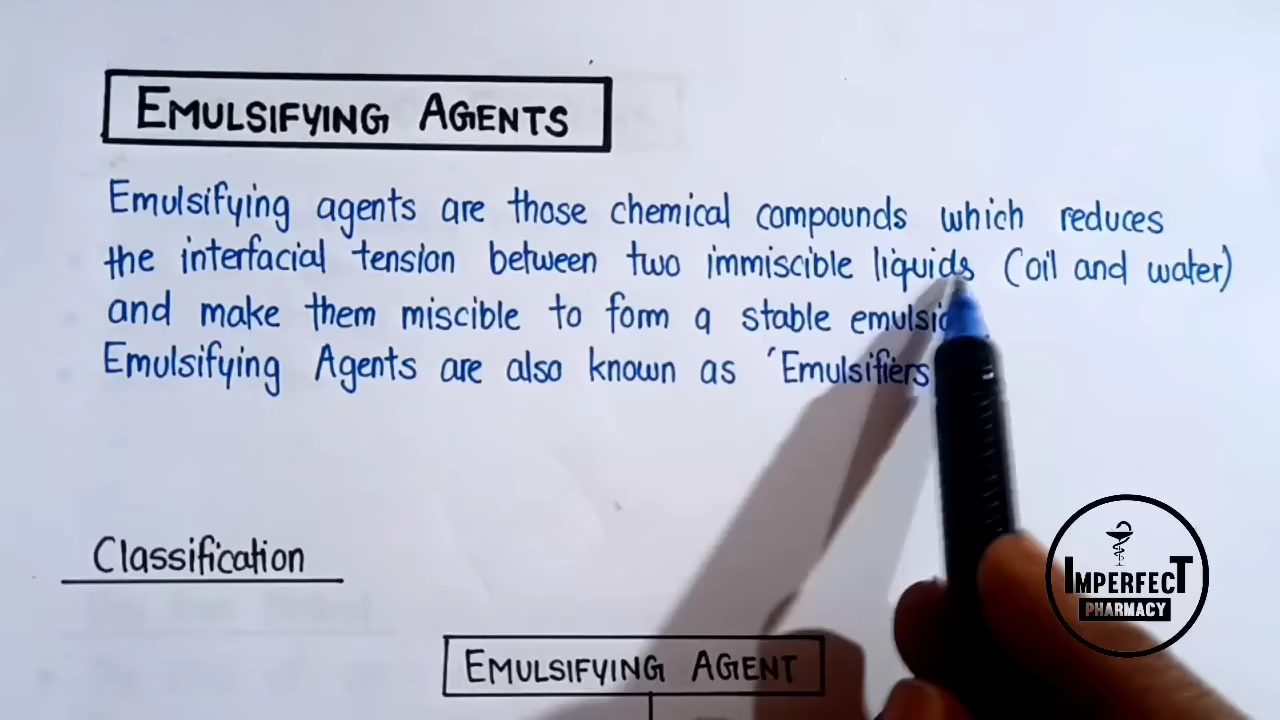 EMULSIFYING AGENTS
Emulsifying agents are those chemical compounds which reduces
the interfacial tension between two immiscible liquids (oil and water)
and make them miscible to form a stable
Emulsifying Agents are also known as 'Emulsifiers
Classification
EMULSIFYING AGENT
IMPERFECT
PHARMACY